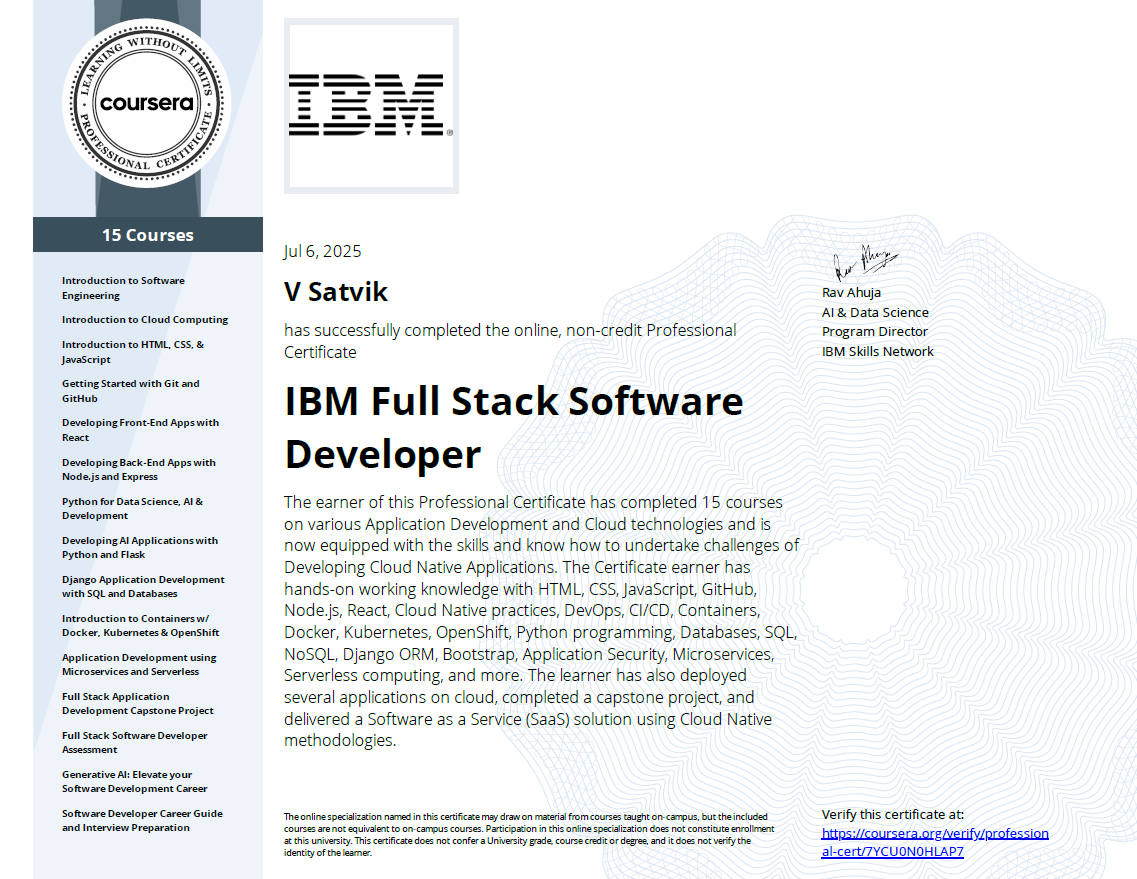 LEARNING WITHOUT LIMITS
coursera
PROFESSIONAL CERTIFICATE
15 Courses
Introduction to Software
Engineering
Introduction to Cloud Computing
Introduction to HTML, CSS, &
JavaScript
Getting Started with Git and
GitHub
Developing Front-End Apps with
React
Developing Back-End Apps with
Node.js and Express
Python for Data Science, AI &
Development
Developing AI Applications with
Python and Flask
Django Application Development
with SQL and Databases
Introduction to Containers w/
Docker, Kubernetes & OpenShift
Application Development using
Microservices and Serverless
Full Stack Application
Development Capstone Project
Full Stack Software Developer
Assessment
Generative AI: Elevate your
Software Development Career
Software Developer Career Guide
and Interview Preparation
IBM®
Jul 6, 2025
V Satvik
has successfully completed the online, non-credit Professional
Certificate
IBM Full Stack Software
Developer
The earner of this Professional Certificate has completed 15 courses
on various Application Development and Cloud technologies and is
now equipped with the skills and know how to undertake challenges of
Developing Cloud Native Applications. The Certificate earner has
hands-on working knowledge with HTML, CSS, JavaScript, GitHub,
Node.js, React, Cloud Native practices, DevOps, CI/CD, Containers,
Docker, Kubernetes, OpenShift, Python programming, Databases, SQL,
NoSQL, Django ORM, Bootstrap, Application Security, Microservices,
Serverless computing, and more. The learner has also deployed
several applications on cloud, completed a capstone project, and
delivered a Software as a Service (SaaS) solution using Cloud Native
methodologies.
The online specialization named in this certificate may draw on material from courses taught on-campus, but the included
courses are not equivalent to on-campus courses. Participation in this online specialization does not constitute enrollment
at this university. This certificate does not confer a University grade, course credit or degree, and it does not verify the
identity of the learner.
Rav Ahuja
Rav Ahuja
AI & Data Science
Program Director
IBM Skills Network
Verify this certificate at:
https://coursera.org/verify/profession
al-cert/7YCU0N0HLAP7